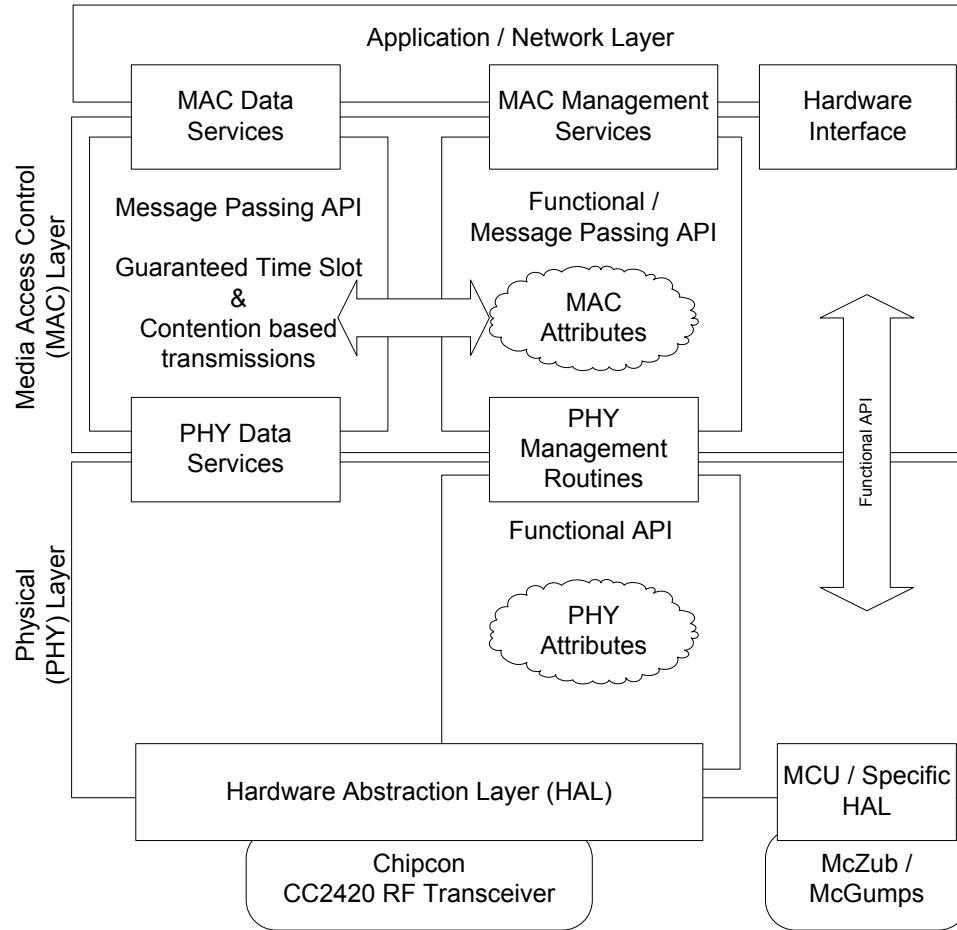 Application / Network Layer
MAC Data
Services
MAC Management
Services
Hardware
Interface
Media Access Control
(MAC) Layer
Message Passing API
Guaranteed Time Slot
&
Contention based
transmissions
Functional /
Message Passing API
MAC
Attributes
Functional API
PHY Data
Services
PHY
Management
Routines
Physical
(PHY) Layer
Functional API
PHY
Attributes
Hardware Abstraction Layer (HAL)
MCU / Specific
HAL
Chipcon
CC2420 RF Transceiver
McZub /
McGumps